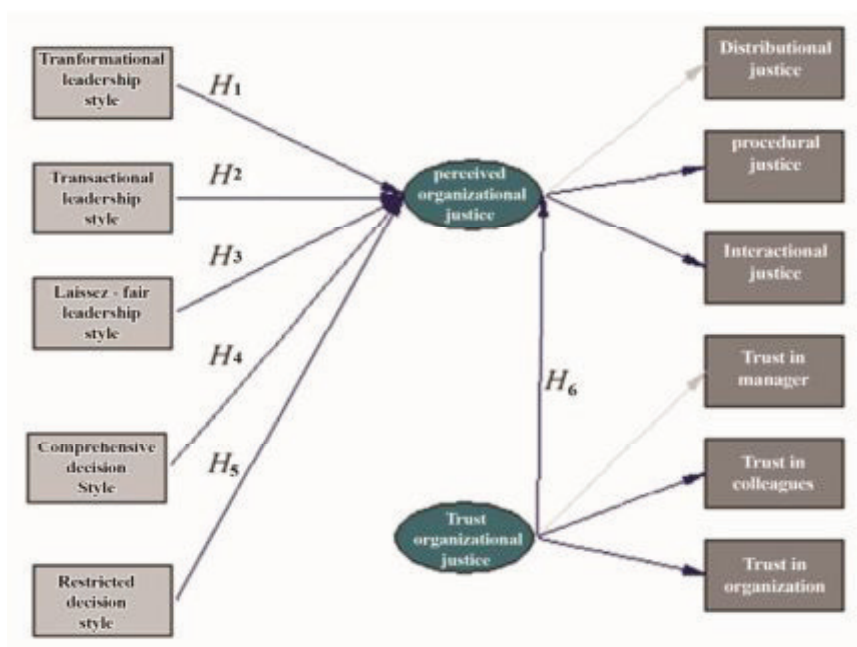 Tranformational
leadership
style
H1
Transactional
leadership
style
H2
Laissez - fair
leadership
style
H3
Comprehensive
decision
Style
H4
Restricted
decision
style
H5
perceived
organizational
justice
H6
Trust
organizational
justice
Distributional
justice
procedural
justice
Interactional
justice
Trust in
manager
Trust in
colleagues
Trust in
organization